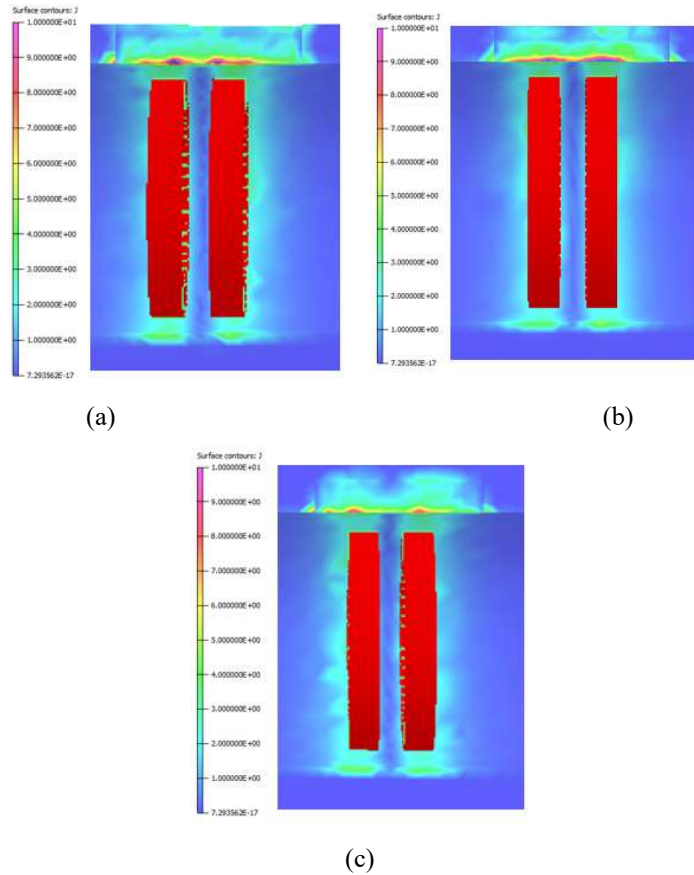 Surface contours: J
1.000000E+01
9.000000E+00
8.000000E+00
7.000000E+00
6.000000E+00
5.000000E+00
4.000000E+00
3.000000E+00
2.000000E+00
1.000000E+00
7.293562E-17
(a)
Surface contours: J
1.000000E+01
9.000000E+00
8.000000E+00
7.000000E+00
6.000000E+00
5.000000E+00
4.000000E+00
3.000000E+00
2.000000E+00
1.000000E+00
7.293562E-17
(b)
Surface contours: J
1.000000E+01
9.000000E+00
8.000000E+00
7.000000E+00
6.000000E+00
5.000000E+00
4.000000E+00
3.000000E+00
2.000000E+00
1.000000E+00
7.293562E-17
(c)